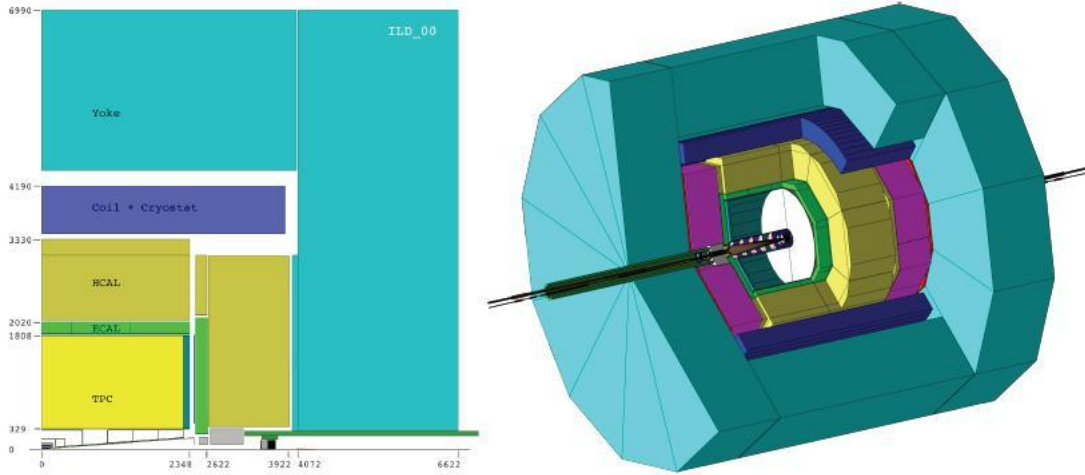 6990
ILD_00
Yoke
4190
Coil + Cryostat
3330
HCAL
2020
ECAL
1808
TPC
329
0
0 2348 2622 3922 4072 6622